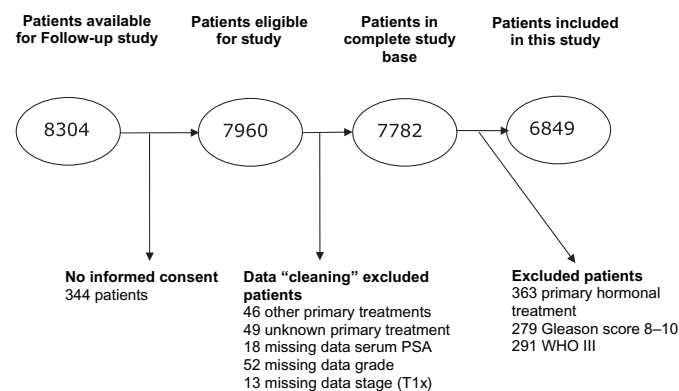 Patients available
for Follow-up study
Patients eligible
for study
Patients in
complete study
base
Patients included
in this study
8304
7960
7782
6849
No informed consent
344 patients
Data “cleaning” excluded
patients
46 other primary treatments
49 unknown primary treatment
18 missing data serum PSA
52 missing data grade
13 missing data stage (T1x)
Excluded patients
363 primary hormonal
treatment
279 Gleason score 8–10
291 WHO III